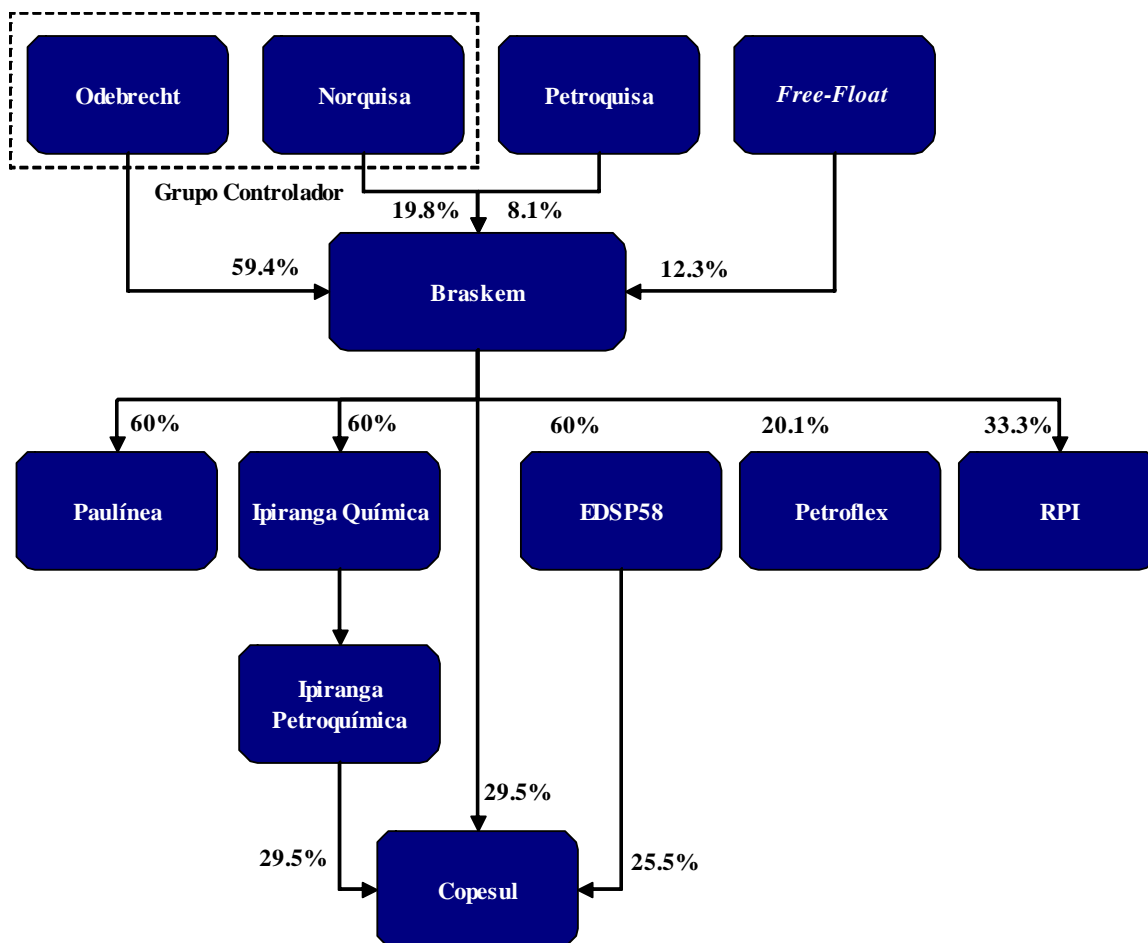 Odebrecht
Norquisa
Petroquisa
Free-Float
Grupo Controlador
19.8%
8.1%
59.4%
12.3%
Braskem
60%
60%
60%
20.1%
33.3%
Paulínea
Ipiranga Química
EDSP58
Petroflex
RPI
Ipiranga
Petroquímica
29.5%
29.5%
25.5%
Copesul